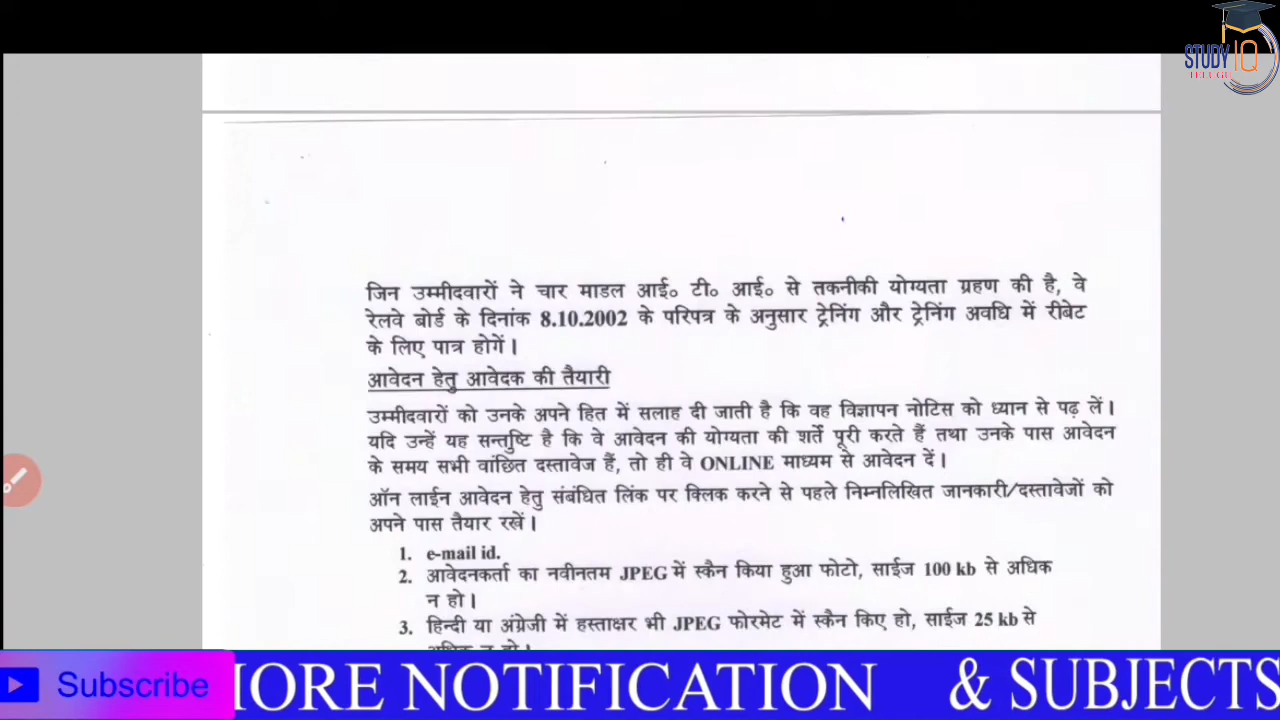 STUDY IQ
TELUGU
जिन उम्मीदवारों ने चार माडल आई० टी० आई० से तकनीकी योग्यता ग्रहण की है, वे
रेलवे बोर्ड के दिनांक 8.10.2002 के परिपत्र के अनुसार ट्रेनिंग और ट्रेनिंग अवधि में रीबेट
के लिए पात्र होगें।
आवेदन हेतु आवेदक की तैयारी
उम्मीदवारों को उनके अपने हित में सलाह दी जाती है कि वह विज्ञापन नोटिस को ध्यान से पढ़ लें।
यदि उन्हें यह सन्तुष्टि है कि वे आवेदन की योग्यता की शर्तें पूरी करते हैं तथा उनके पास आवेदन
के समय सभी वांछित दस्तावेज हैं, तो ही वे ONLINE माध्यम से आवेदन दें।
ऑन लाईन आवेदन हेतु संबंधित लिंक पर क्लिक करने से पहले निम्नलिखित जानकारी/दस्तावेजों को
अपने पास तैयार रखें।
1. e-mail id.
2. आवेदनकर्ता का नवीनतम JPEG में स्कैन किया हुआ फोटो, साईज 100 kb से अधिक
न हो।
3. हिन्दी या अंग्रेजी में हस्ताक्षर भी JPEG फोरमेट में स्कैन किए हो, साईज 25 kb से
अधिक न हो।
Subscribe MORE NOTIFICATION & SUBJECTS